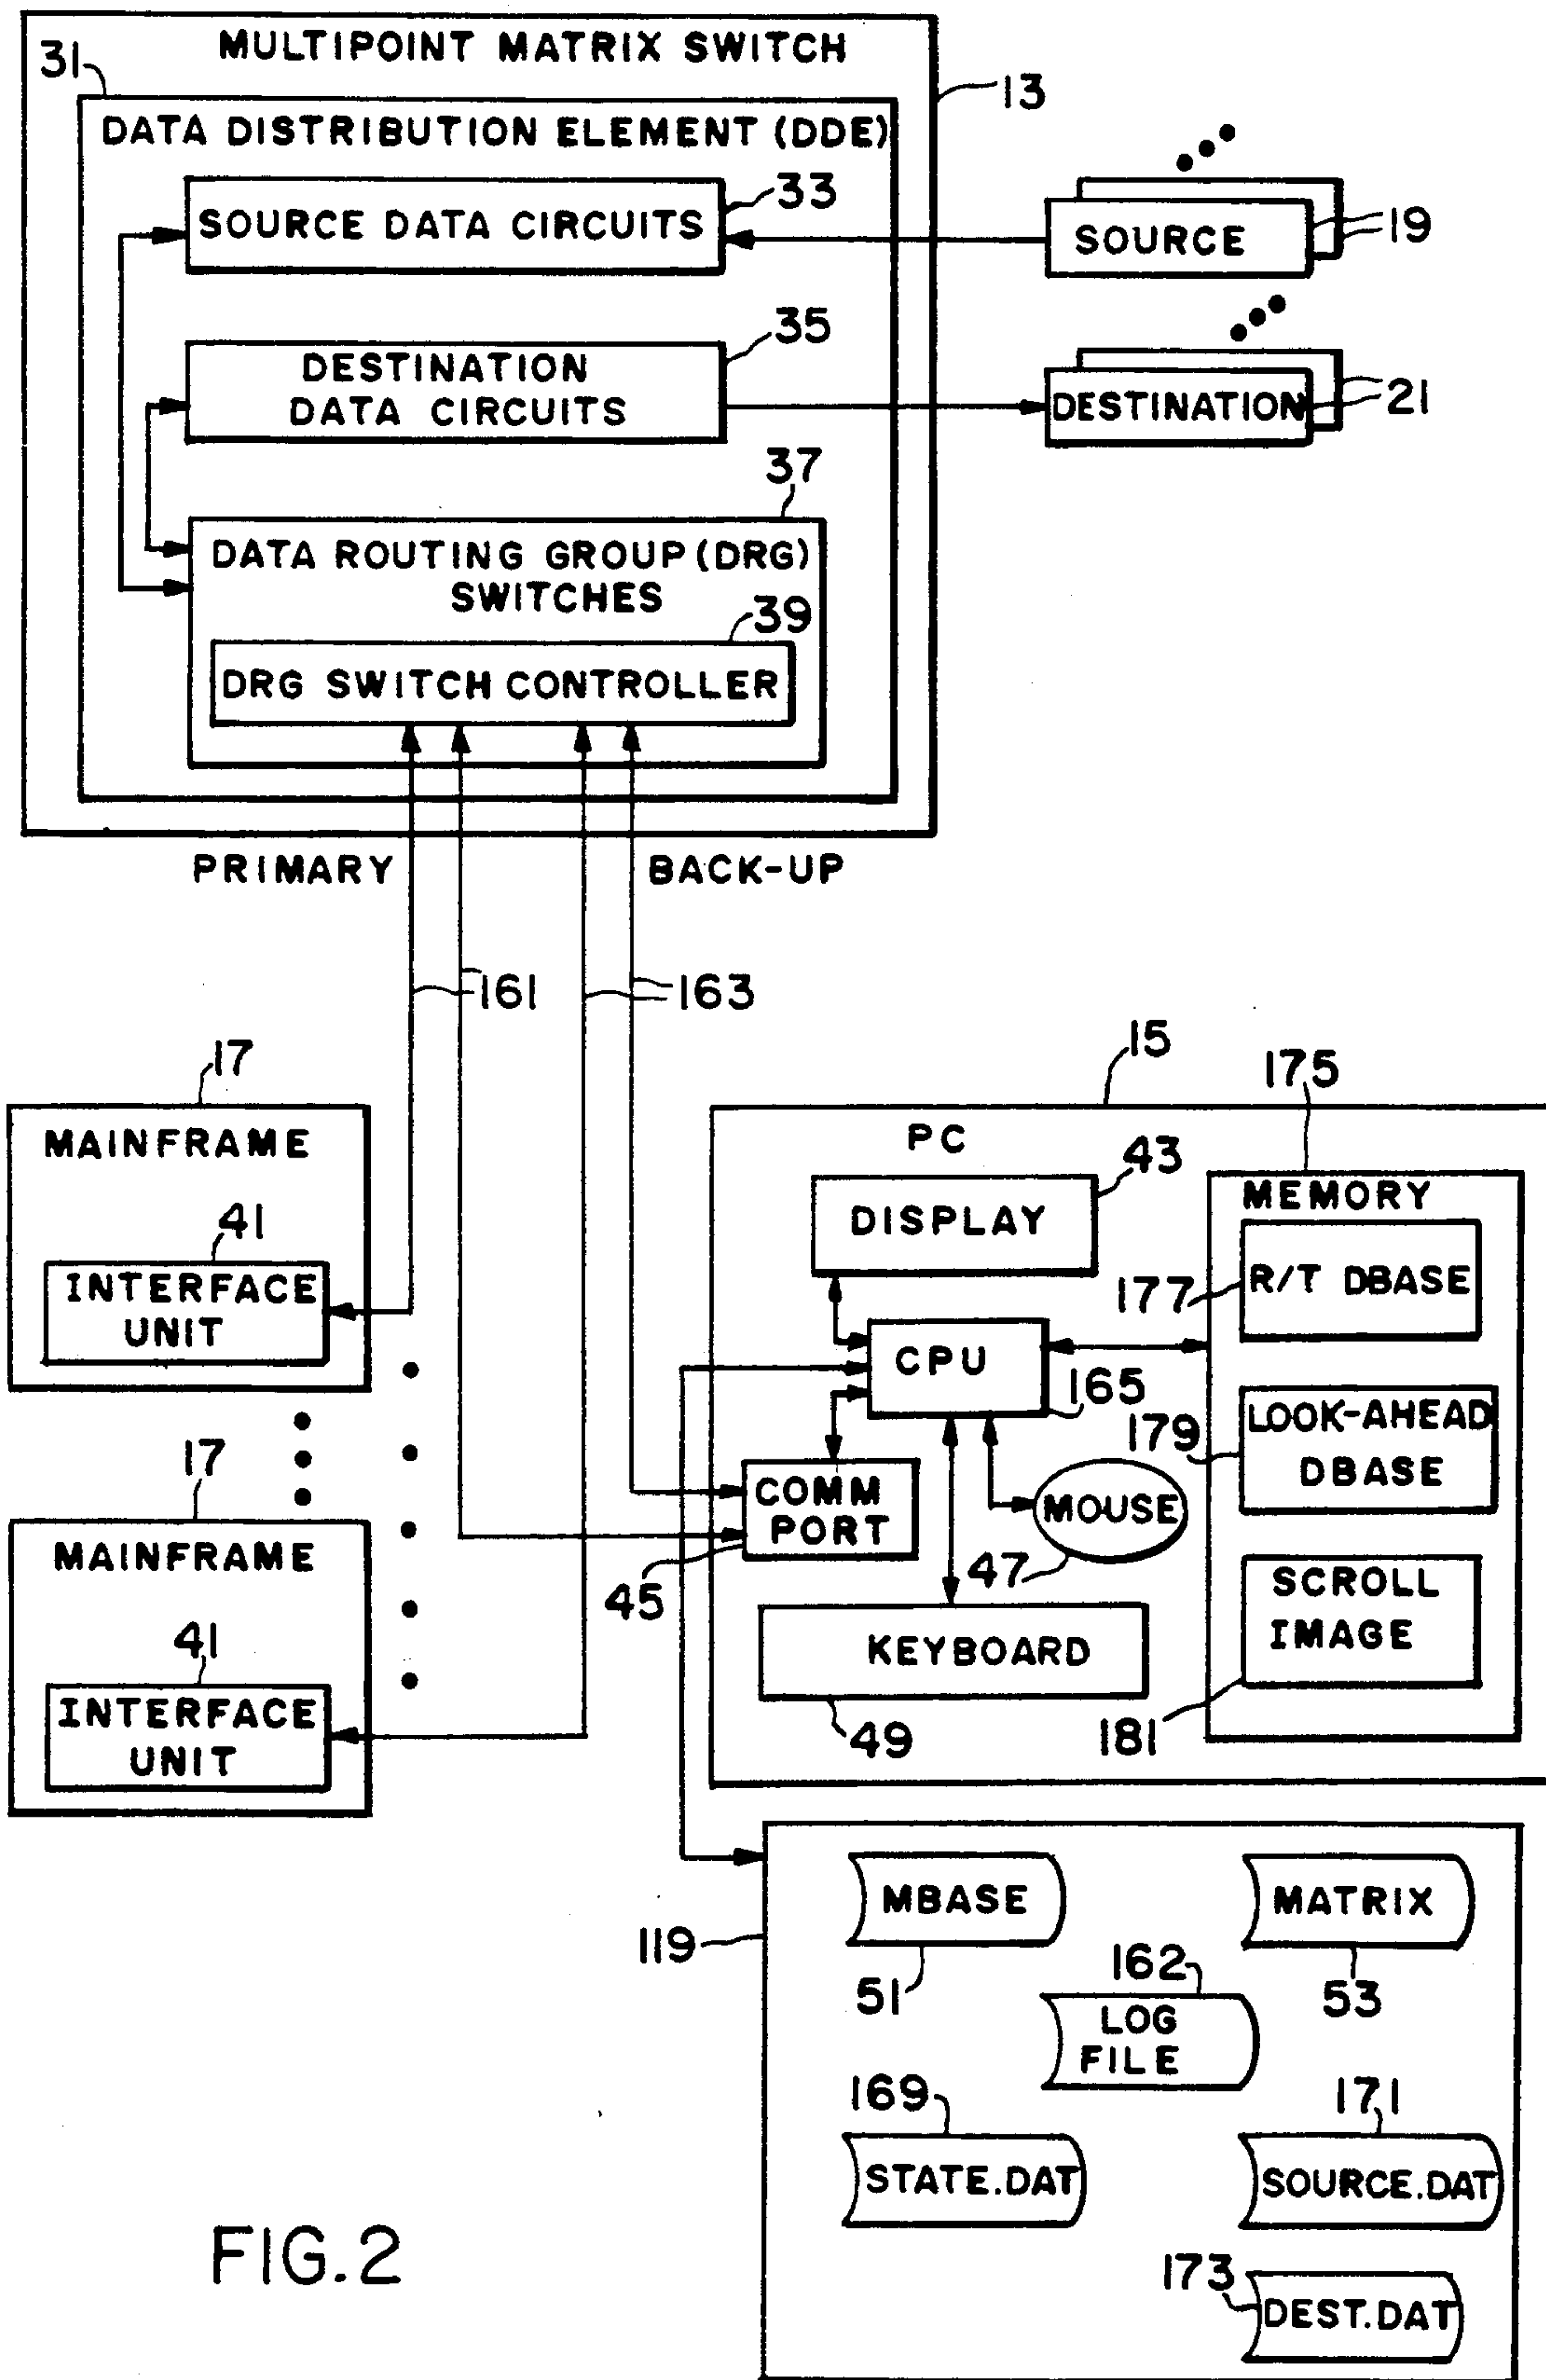 MULTIPOINT MATRIX SWITCH
31
13
DATA DISTRIBUTION ELEMENT (DDE)
33
SOURCE DATA CIRCUITS
SOURCE
19
35
DESTINATION
DATA CIRCUITS
DESTINATION
21
37
DATA ROUTING GROUP (DRG)
SWITCHES
39
DRG SWITCH CONTROLLER
PRIMARY
BACK-UP
161
163
17
MAINFRAME
41
INTERFACE
UNIT
17
MAINFRAME
41
INTERFACE
UNIT
15
175
PC
43
DISPLAY
MEMORY
177
R/T DBASE
CPU
165
179
LOOK-AHEAD
DBASE
COMM
PORT
45
MOUSE
47
SCROLL
IMAGE
181
KEYBOARD
49
119
MBASE
51
MATRIX
53
162
LOG
FILE
169
STATE.DAT
171
SOURCE.DAT
173
DEST.DAT
FIG.2